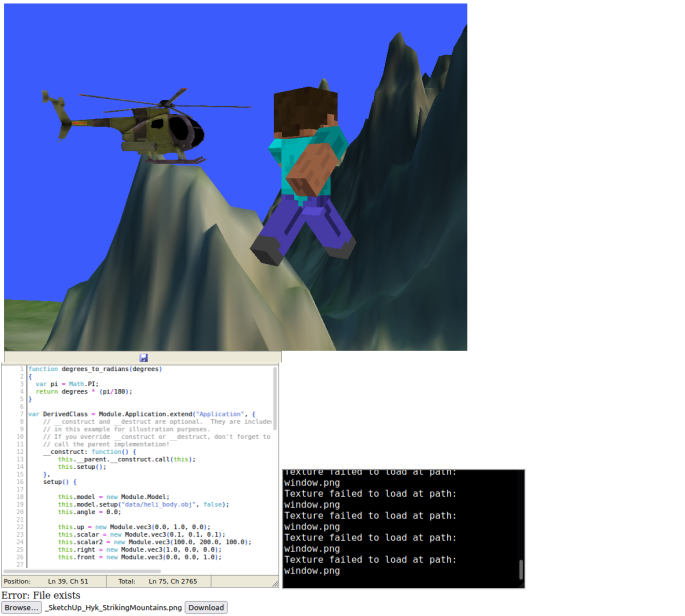 1 function degrees_to_radians(degrees)
2 {
3 var pi = Math.PI;
4 return degrees * (pi/180);
5 }
6
7 var DerivedClass = Module.Application.extend("Application", {
8 // __construct and __destruct are optional. They are include
9 // in this example for illustration purposes.
10 // If you override __construct or __destruct, don't forget to
11 // call the parent implementation!
12 __construct: function() {
13 this.__parent.__construct.call(this);
14 this.setup();
15 },
16 setup() {
17
18 this.model = new Module.Model;
19 this.model.setup("data/heli_body.obj", false);
20 this.angle = 0.0;
21
22 this.up = new Module.vec3(0.0, 1.0, 0.0);
23 this.scalar = new Module.vec3(0.1, 0.1, 0.1);
24 this.scalar2 = new Module.vec3(100.0, 200.0, 100.0);
25 this.right = new Module.vec3(1.0, 0.0, 0.0);
26 this.front = new Module.vec3(0.0, 0.0, 1.0);
27
Position: Ln 39, Ch 51 Total: Ln 75, Ch 2765
Texture failed to load at path:
window.png
Texture failed to load at path:
window.png
Texture failed to load at path:
window.png
Texture failed to load at path:
window.png
Texture failed to load at path:
window.png
Error: File exists
Browse... _SketchUp_Hyk_StrikingMountains.png Download